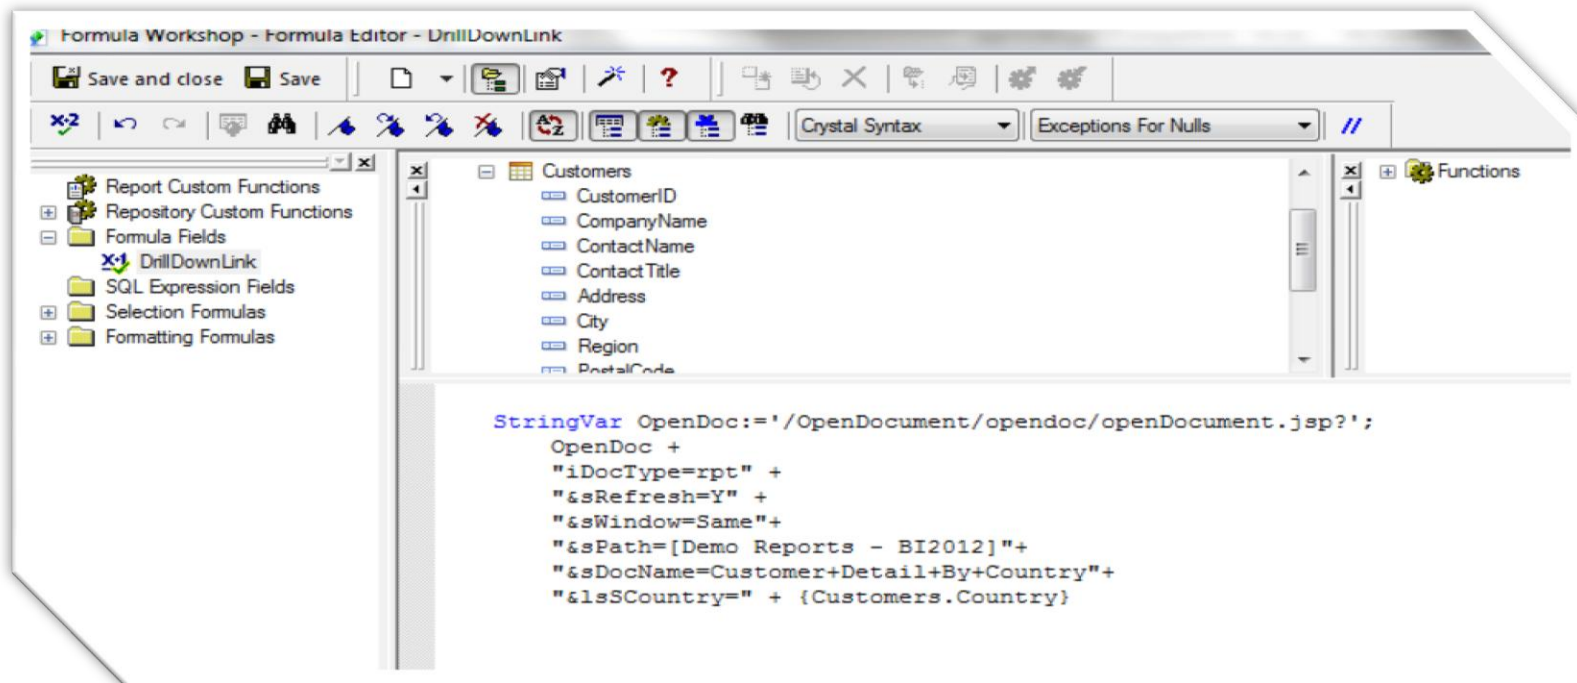 Formula Workshop - Formula Editor - DrillDownLink
Save and close Save
Crystal Syntax Exceptions For Nulls //
Report Custom Functions
Repository Custom Functions
Formula Fields
DrillDownLink
SQL Expression Fields
Selection Formulas
Formatting Formulas
Customers
CustomerID
CompanyName
ContactName
ContactTitle
Address
City
Region
PostalCode
Functions
StringVar OpenDoc:='/OpenDocument/opendoc/openDocument.jsp?';
OpenDoc +
"iDocType=rpt" +
"&sRefresh=Y" +
"&sWindow=Same"+
"&sPath=[Demo Reports - BI2012]"+
"&sDocName=Customer+Detail+By+Country"+
"&lsSCountry=" + {Customers.Country}